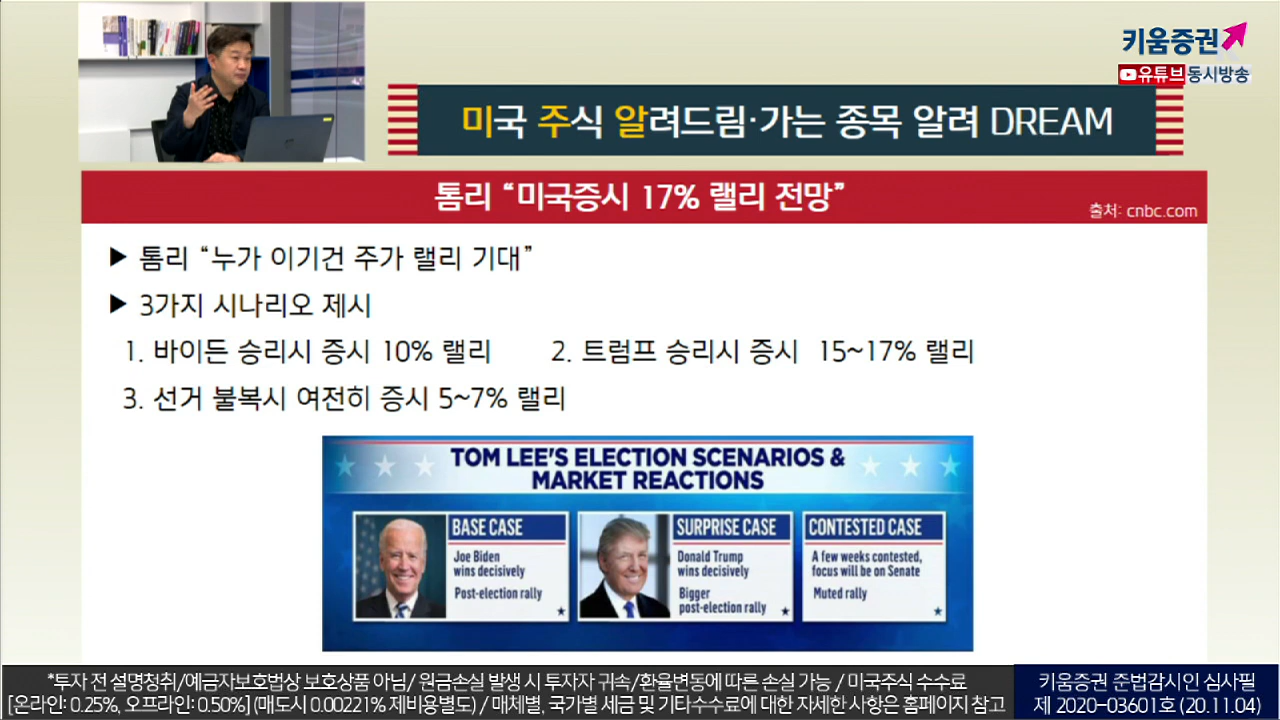 키움증권
유튜브 동시방송
미국 주식 알려드림·가는 종목 알려 DREAM
톰리 “미국증시 17% 랠리 전망”
출처: cnbc.com
▶ 톰리 “누가 이기건 주가 랠리 기대”
▶ 3가지 시나리오 제시
1. 바이든 승리시 증시 10% 랠리
2. 트럼프 승리시 증시 15~17% 랠리
3. 선거 불복시 여전히 증시 5~7% 랠리
TOM LEE'S ELECTION SCENARIOS &
MARKET REACTIONS
BASE CASE
Joe Biden
wins decisively
Post-election rally
SURPRISE CASE
Donald Trump
wins decisively
Bigger
post-election rally
CONTESTED CASE
A few weeks contested,
focus will be on Senate
Muted rally
*투자 전 설명청취/예금자보호법상 보호상품 아님/ 원금손실 발생 시 투자자 귀속/환율변동에 따른 손실 가능 / 미국주식 수수료
[온라인: 0.25%, 오프라인: 0.50%] (매도시 0.00221% 제비용별도) / 매체별, 국가별 세금 및 기타수수료에 대한 자세한 사항은 홈페이지 참고
키움증권 준법감시인 심사필
제 2020-03601호 (20.11.04)